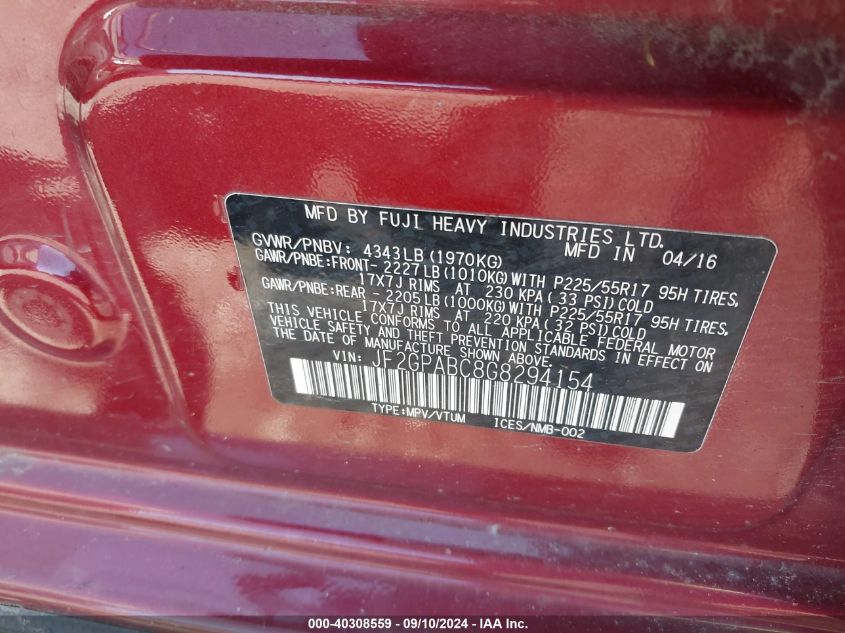 MFD BY FUJI HEAVY INDUSTRIES LTD.
GVWR/PNBV: 4343LB(1970KG) MFD IN 04/16
GAWR/PNBE:FRONT- 2227LB(1010KG)WITH P225/55R17 95H TIRES,
17X7J RIMS AT 230 KPA(33 PSI)COLD
GAWR/PNBE:REAR - 2205LB(1000KG)WITH P225/55R17 95H TIRES,
17X7J RIMS AT 220 KPA(32 PSI)COLD
THIS VEHICLE CONFORMS TO ALL APPLICABLE FEDERAL MOTOR
VEHICLE SAFETY AND THEFT PREVENTION STANDARDS IN EFFECT ON
THE DATE OF MANUFACTURE SHOWN ABOVE.
VIN: JF2GPABC8G8294154
TYPE:MPV/VTUM ICES/NMB-002
000-40308559 - 09/10/2024 - Copyright © 2024 IAA, Inc.